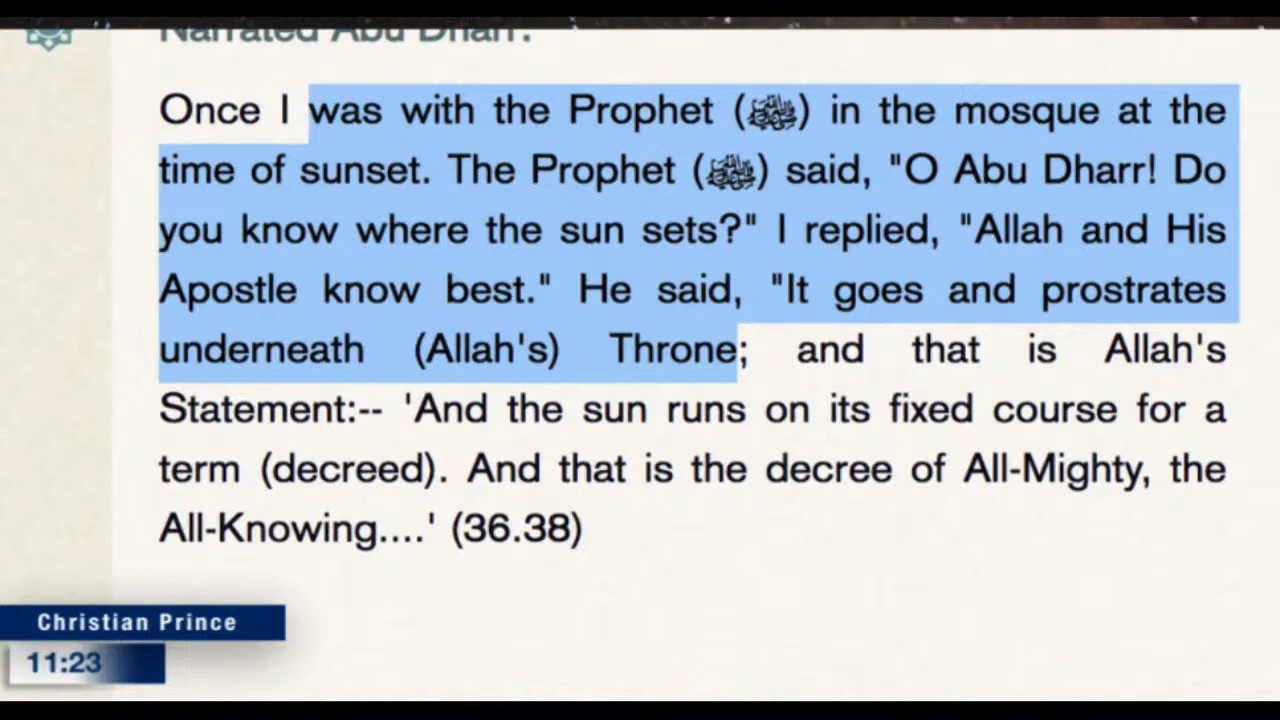 Narrated Abu Dharr:
Once I was with the Prophet (ﷺ) in the mosque at the
time of sunset. The Prophet (ﷺ) said, "O Abu Dharr! Do
you know where the sun sets?" I replied, "Allah and His
Apostle know best." He said, "It goes and prostrates
underneath (Allah's) Throne; and that is Allah's
Statement:-- 'And the sun runs on its fixed course for a
term (decreed). And that is the decree of All-Mighty, the
All-Knowing....' (36.38)
Christian Prince
11:23